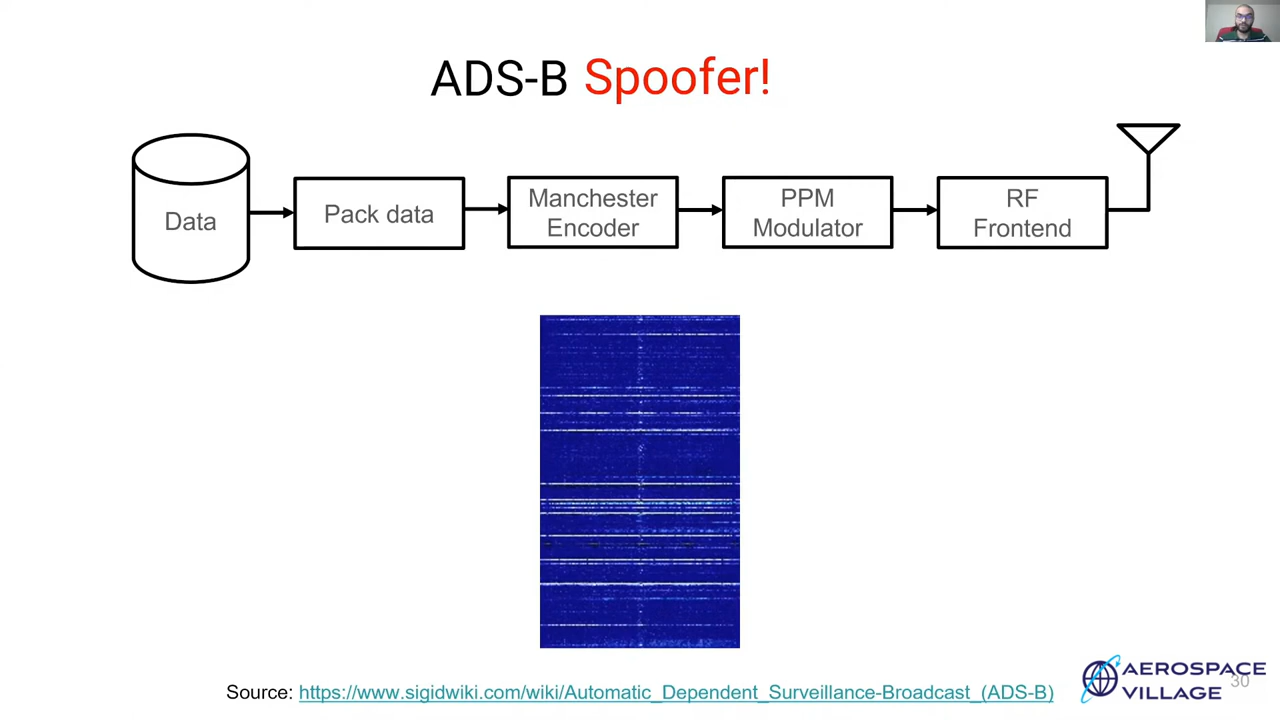 ADS-B Spoofer!
Data
Pack data
Manchester
Encoder
PPM
Modulator
RF
Frontend
Source: https://www.sigidwiki.com/wiki/Automatic_Dependent_Surveillance-Broadcast_(ADS-B)
AEROSPACE
VILLAGE
30